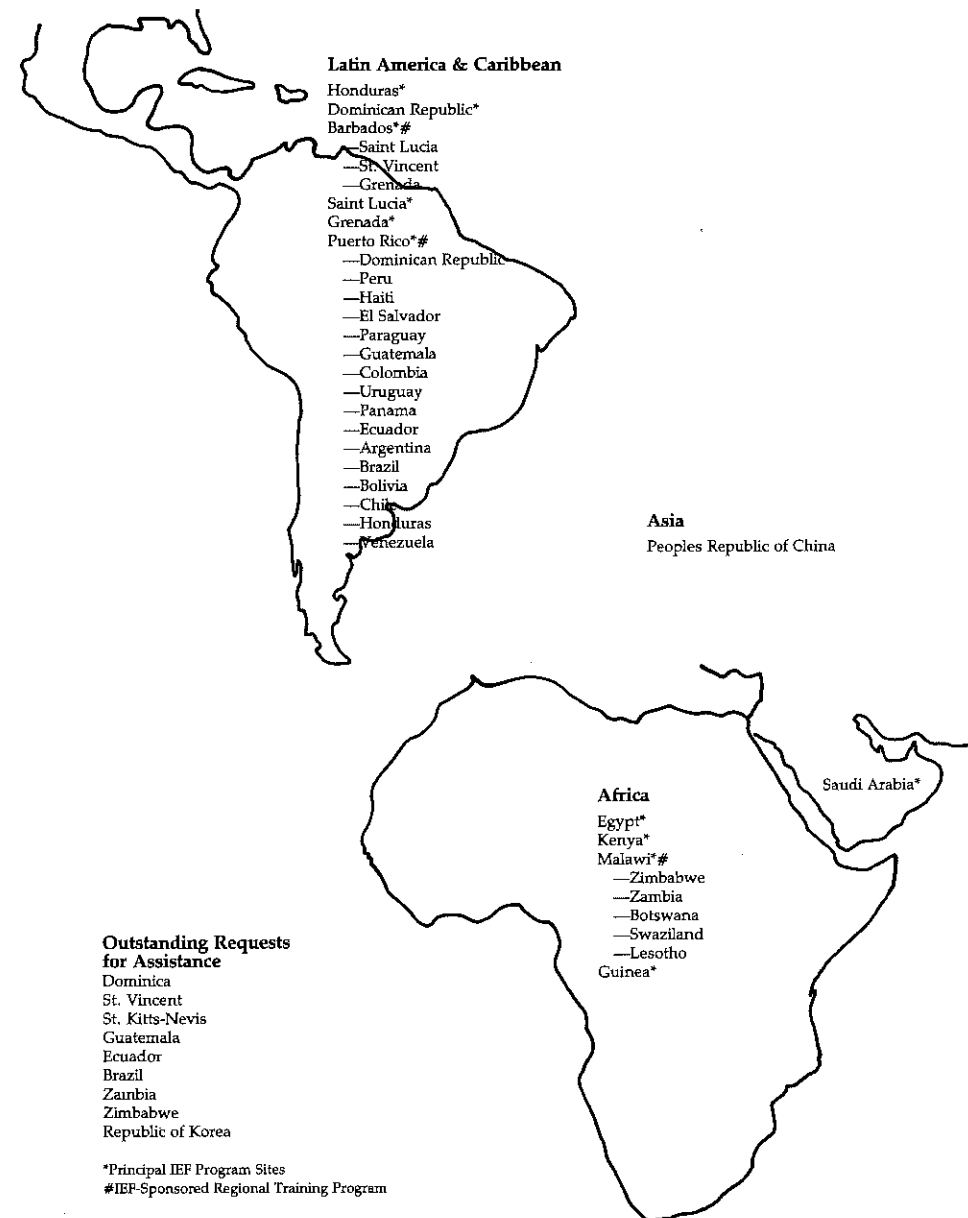 Latin America & Caribbean
Honduras*
Dominican Republic*
Barbados*#
—Saint Lucia
—St. Vincent
—Grenada
Saint Lucia*
Grenada*
Puerto Rico*#
—Dominican Republic
—Peru
—Haiti
—El Salvador
—Paraguay
—Guatemala
—Colombia
—Uruguay
—Panama
—Ecuador
—Argentina
—Brazil
—Bolivia
—Chile
—Honduras
—Venezuela
Asia
Peoples Republic of China
Saudi Arabia*
Africa
Egypt*
Kenya*
Malawi*#
—Zimbabwe
—Zambia
—Botswana
—Swaziland
—Lesotho
Guinea*
Outstanding Requests
for Assistance
Dominica
St. Vincent
St. Kitts-Nevis
Guatemala
Ecuador
Brazil
Zambia
Zimbabwe
Republic of Korea
*Principal IEF Program Sites
#IEF-Sponsored Regional Training Program